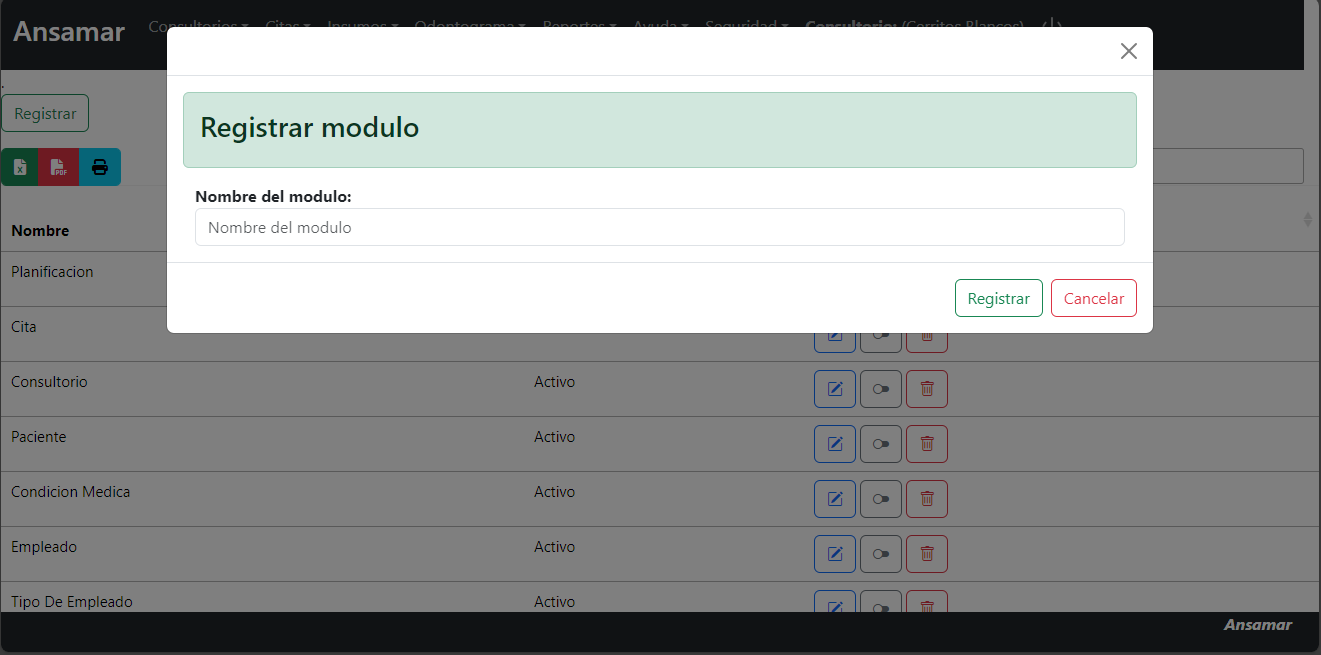 Ansamar
Consultorios Citas Insumos Odontograma Reportes Ayuda Seguridad Consultorio: (Cerritos Blancos)
.
Registrar
Registrar modulo
Nombre del modulo:
Nombre del modulo
Registrar Cancelar
PDF
Nombre
Planificacion
Cita
Consultorio Activo
Paciente Activo
Condicion Medica Activo
Empleado Activo
Tipo De Empleado Activo
Ansamar